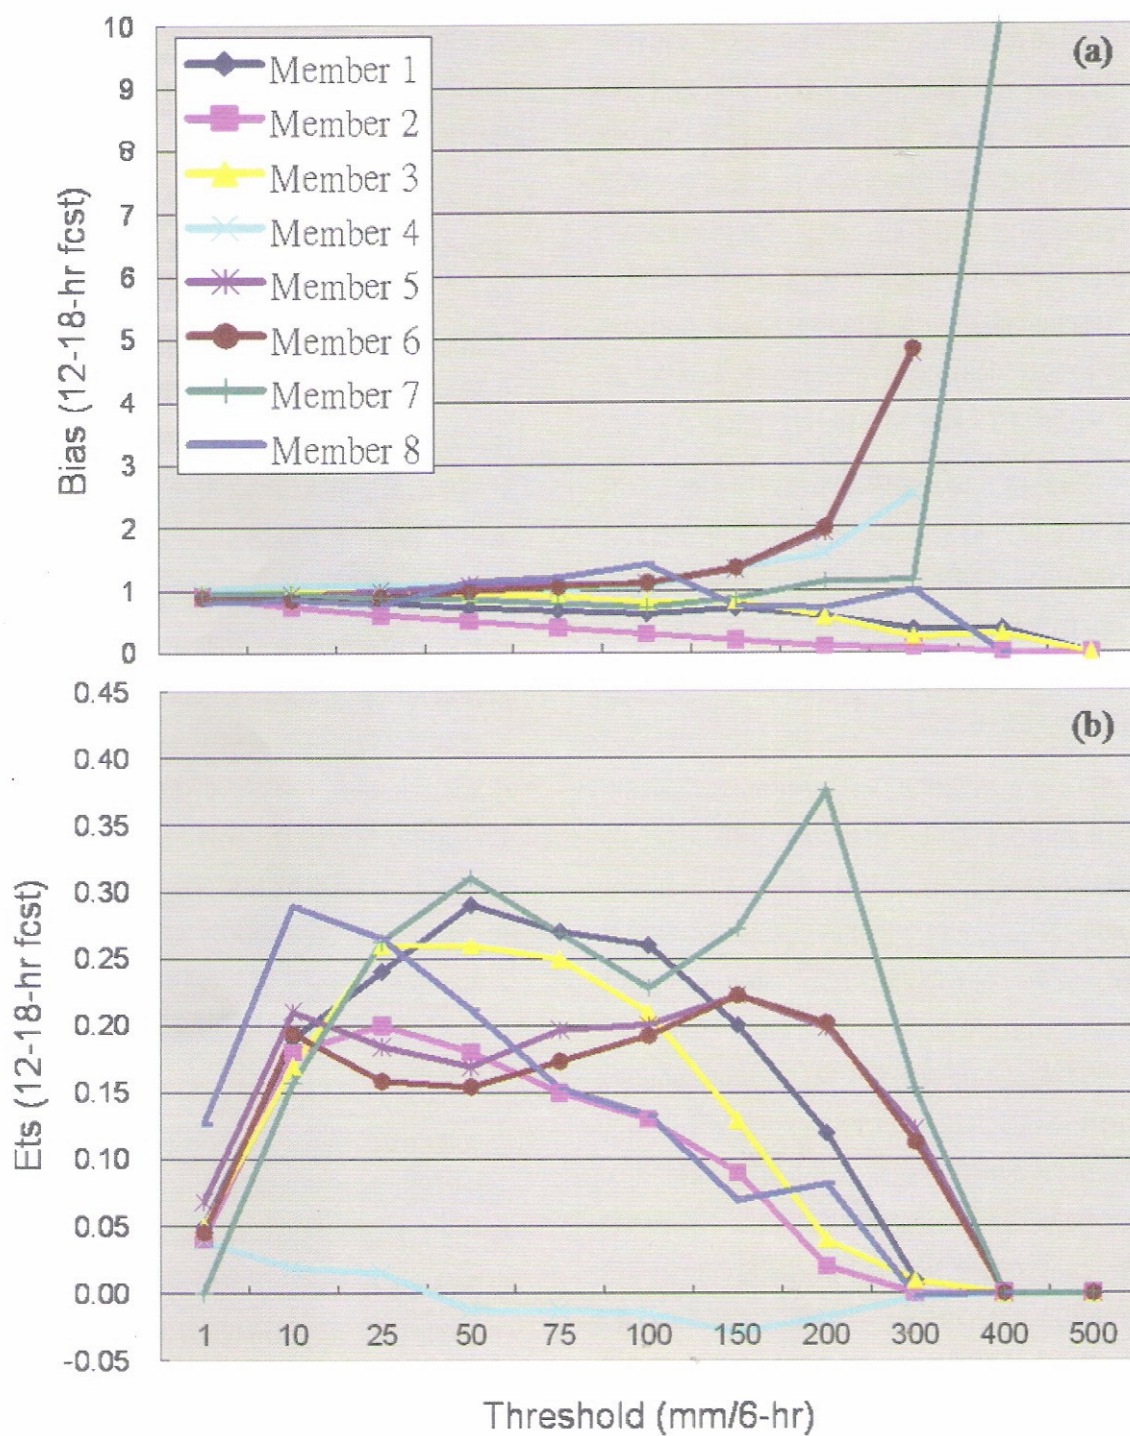 (a)
Bias (12-18-hr fcst)
10
9
8
7
6
5
4
3
2
1
0
Member 1
Member 2
Member 3
Member 4
Member 5
Member 6
Member 7
Member 8
(b)
Ets (12-18-hr fcst)
0.45
0.40
0.35
0.30
0.25
0.20
0.15
0.10
0.05
0.00
-0.05
1 10 25 50 75 100 150 200 300 400 500
Threshold (mm/6-hr)